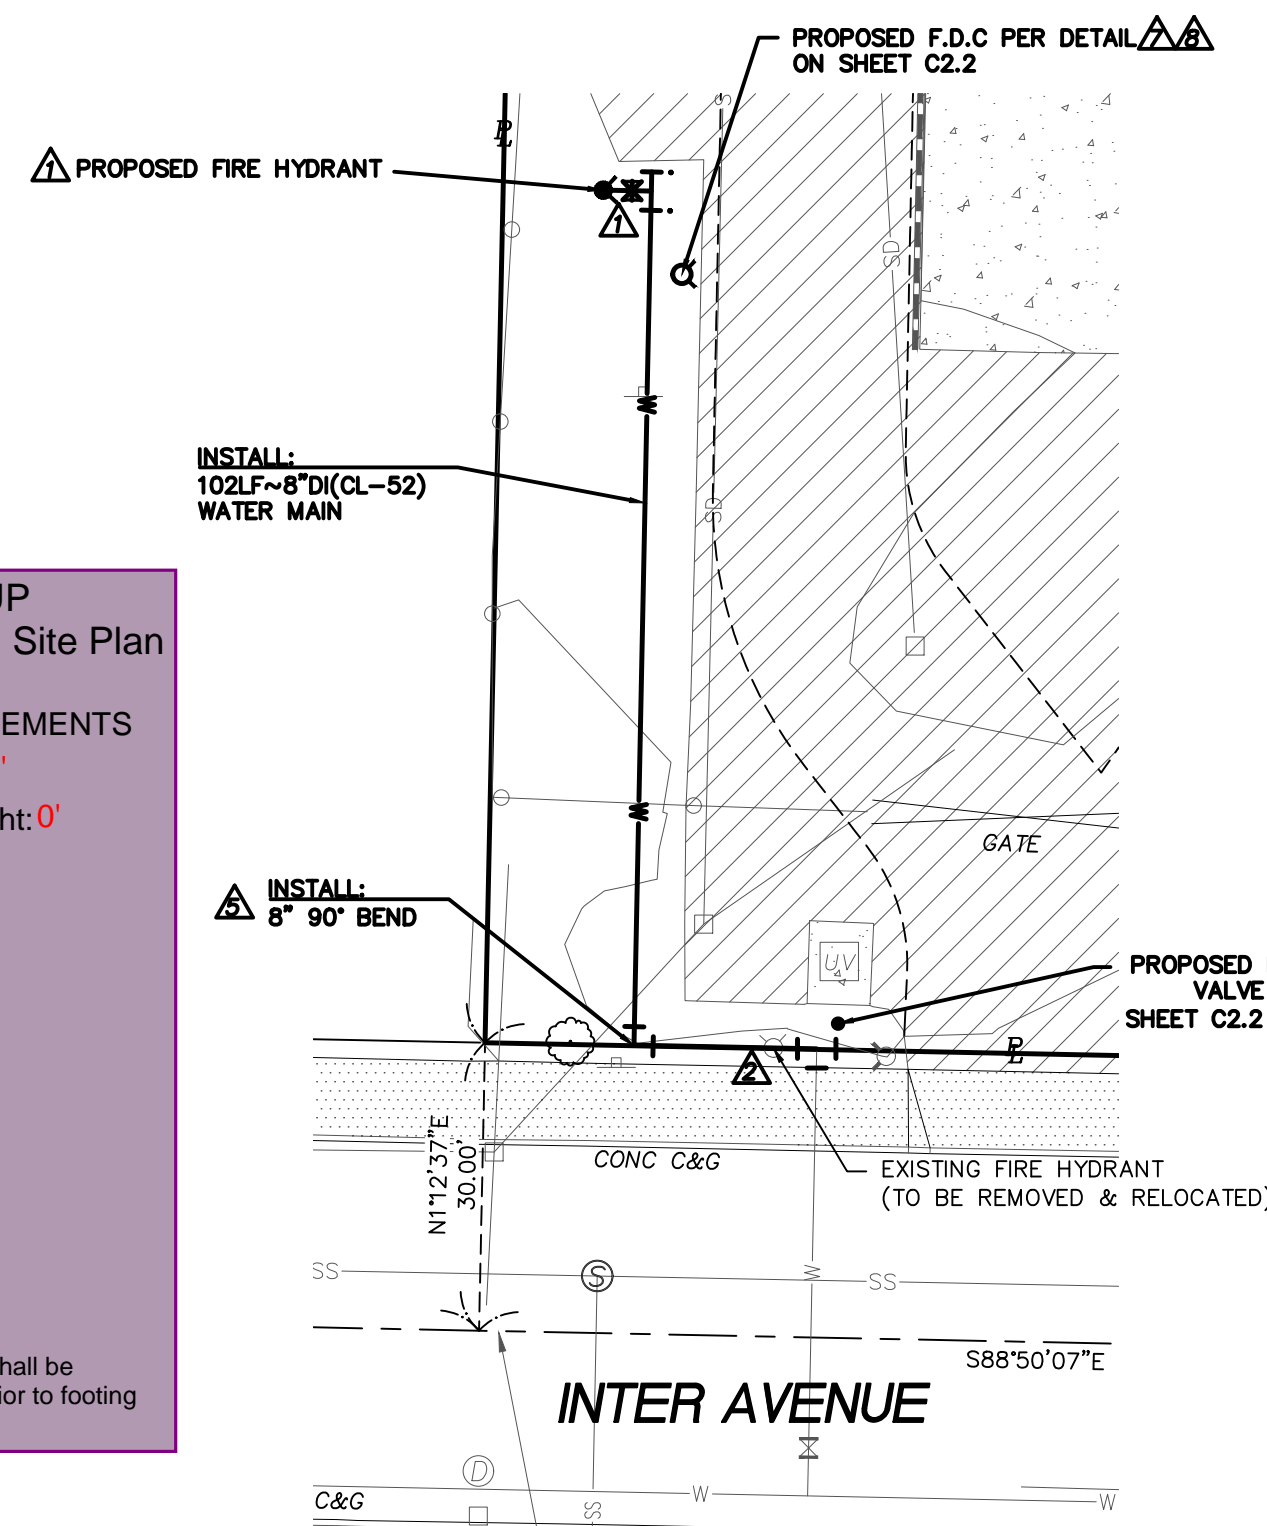 PROPOSED F.D.C PER DETAIL 7 8
ON SHEET C2.2
PL
S
1 PROPOSED FIRE HYDRANT
1
SD
W
INSTALL:
102LF~8"DI(CL-52)
WATER MAIN
SD
UP
Site Plan
EMENTS
'
ht: 0'
W
GATE
5 INSTALL:
8" 90° BEND
UV
PROPOSED
VALVE
SHEET C2.2
PL
2
N1°12'37"E
30.00'
CONC C&G
EXISTING FIRE HYDRANT
(TO BE REMOVED & RELOCATED)
SS
S
W
SS
S88°50'07"E
hall be
ior to footing
INTER AVENUE
D
C&G
SS
W
W